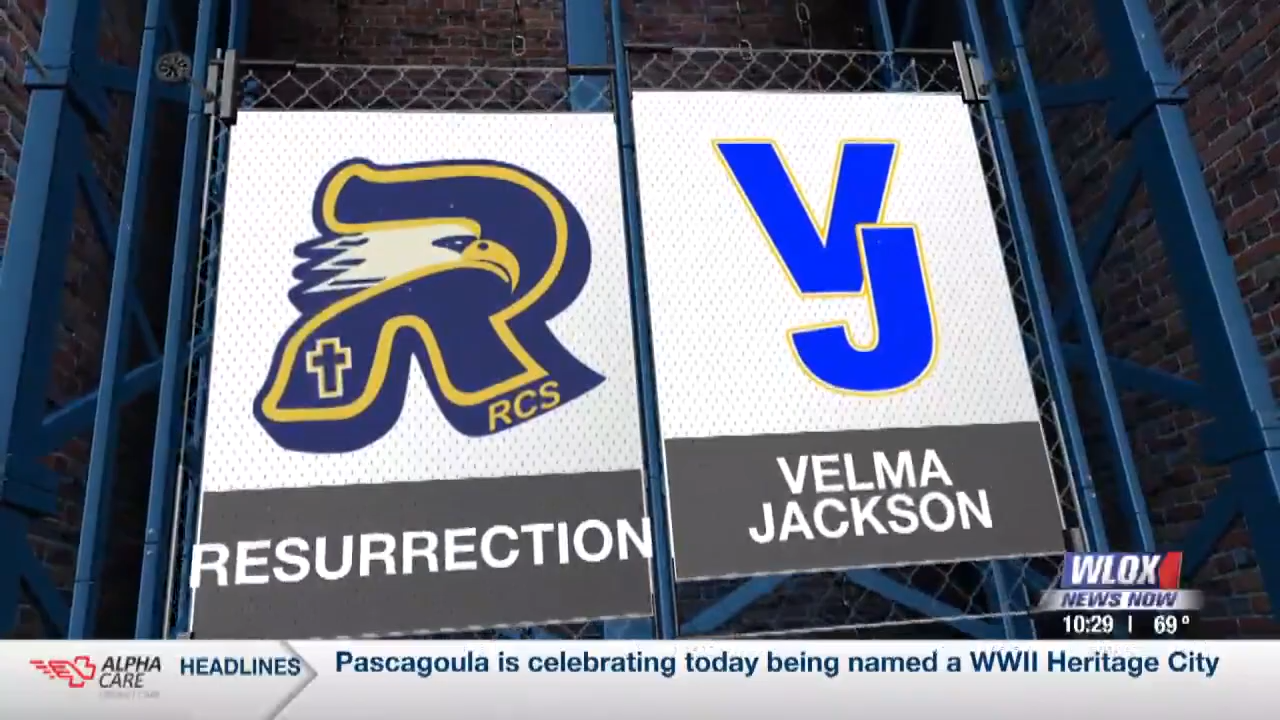 R
RCS
RESURRECTION
VJ
VELMA
JACKSON
WLOX
NEWS NOW
10:29 | 69°
ALPHA
CARE
HEADLINES
Pascagoula is celebrating today being named a WWII Heritage City